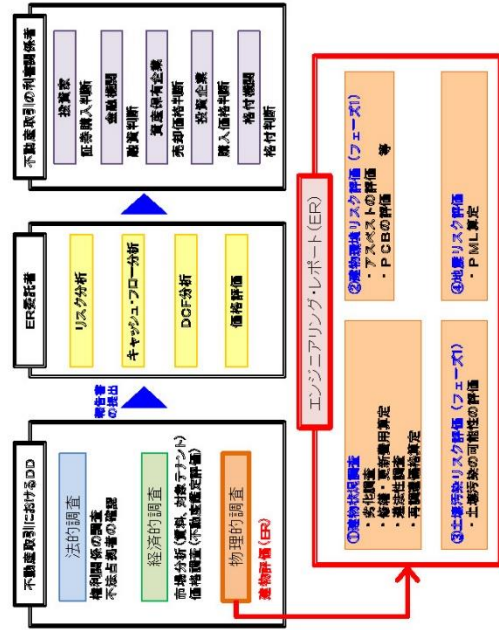 不動産取引におけるDD
法的調査
権利関係の調査
不法占拠者の確認
経済的調査
市場分析(賃料、対象テナント)
価格調査(不動産鑑定評価)
物理的調査
建物評価(ER)
報告書
の提出
ER委託者
リスク分析
キャッシュ・フロー分析
DCF分析
価格評価
不動産取引の利害関係者
投資家
証券購入判断
金融機関
融資判断
資産保有企業
売却価格判断
投資企業
購入価格判断
格付機関
格付判断
エンジニアリング・レポート(ER)
①建物状況調査
・劣化調査
・修繕・更新費用算定
・遵法性調査
・再調達価格算定
②建物環境リスク評価(フェーズ1)
・アスベストの評価
・PCBの評価 等
③土壌汚染リスク評価(フェーズ1)
・土壌汚染の可能性の評価
④地震リスク評価
・PML算定